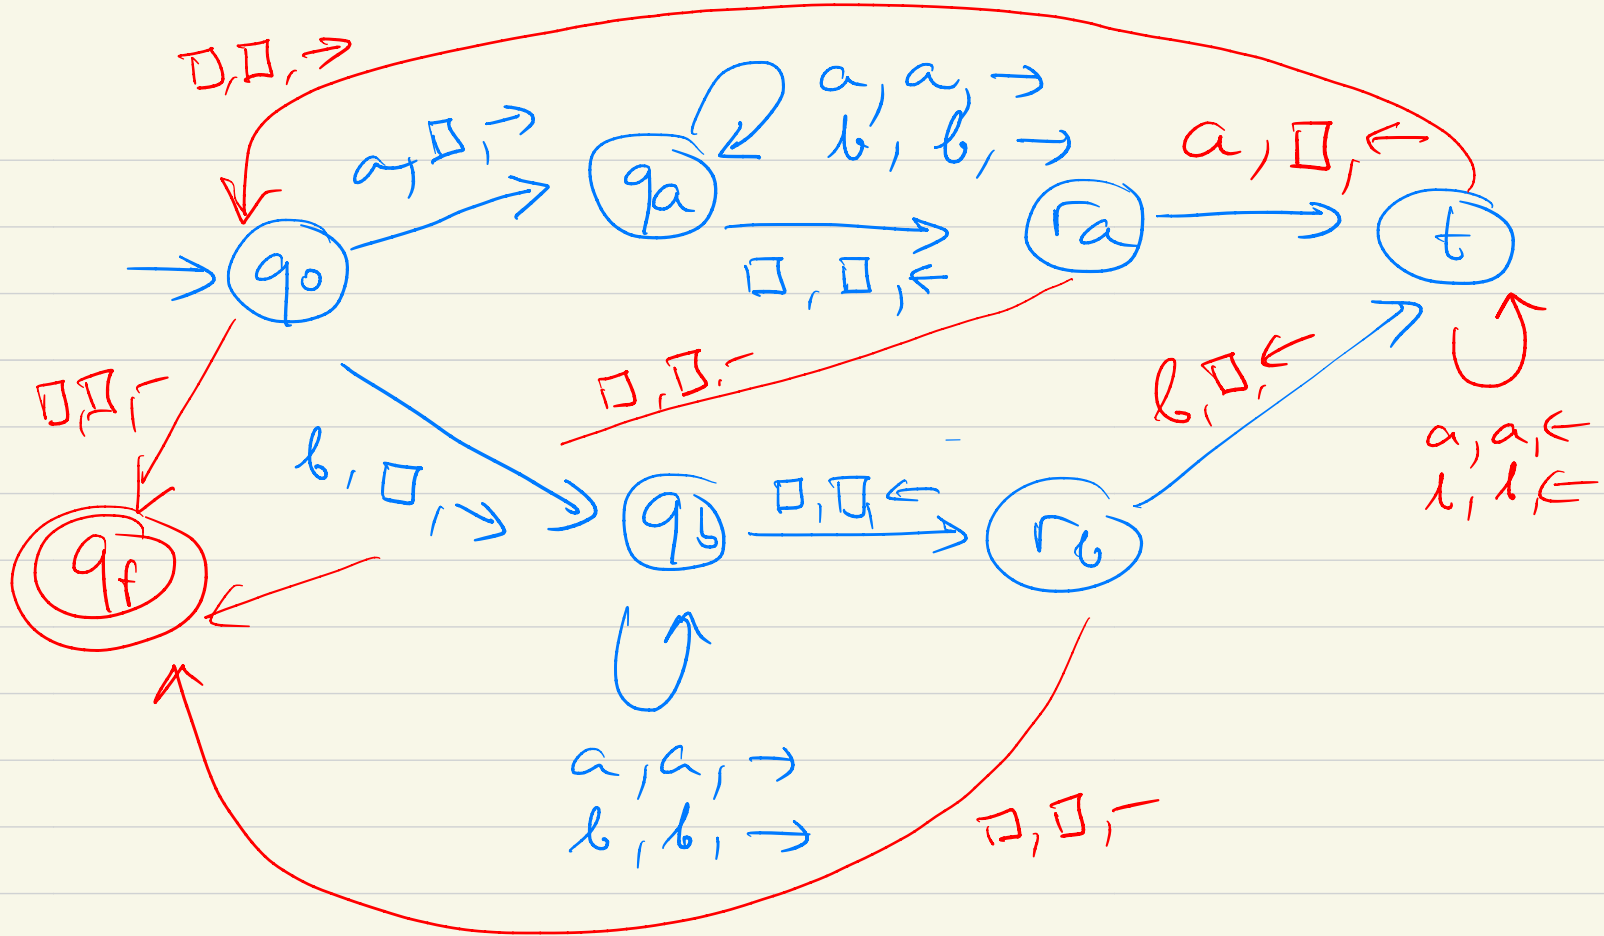 □,□,→
a,□,→
a, a, →
b, b, →
a, □, ←
q0
qa
□, □, ←
ra
t
□,□,-
□,□,-
b,□,←
a,a,←
b,b,←
b, □, →
qb
□,□,←
rb
qf
a,a,→
b,b,→
□,□,-